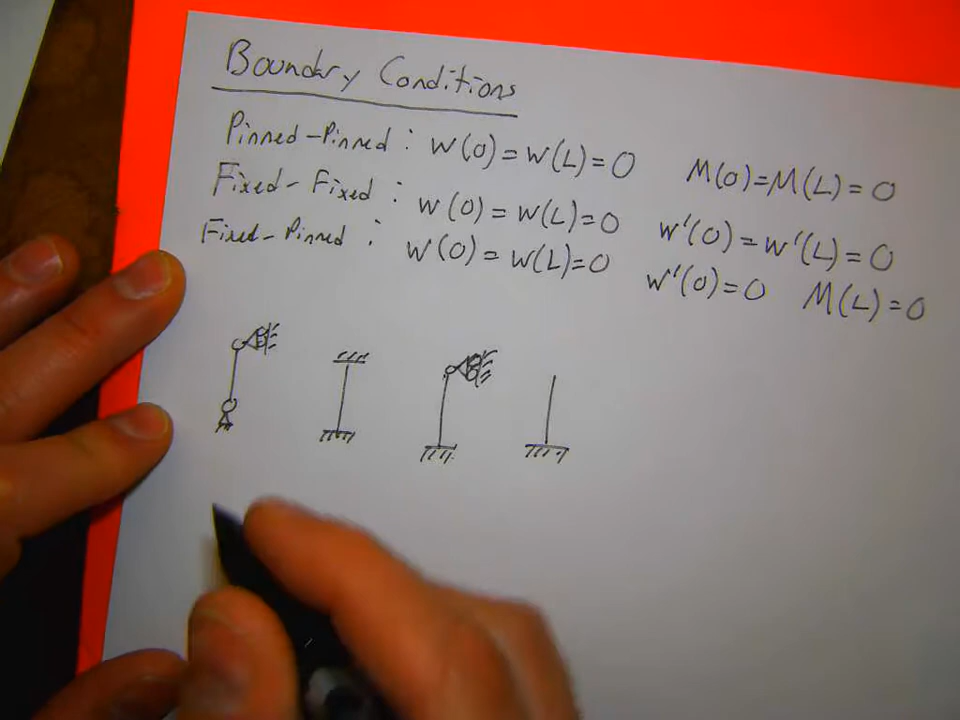 Boundary Conditions
Pinned-Pinned: w(0)=w(L)=0 M(0)=M(L)=0
Fixed-Fixed: w(0)=w(L)=0 w'(0)=w'(L)=0
Fixed-Pinned: w(0)=w(L)=0 w'(0)=0 M(L)=0